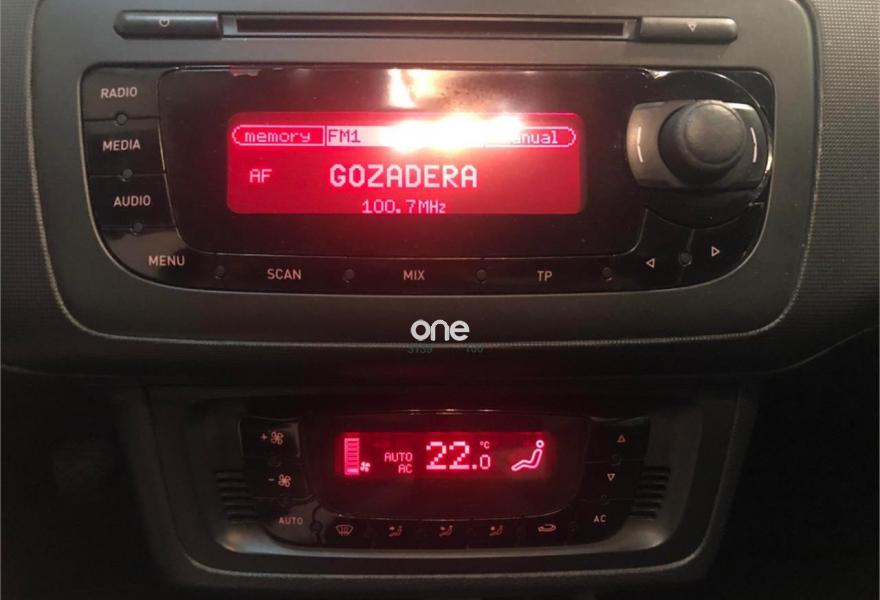 RADIO
MEDIA
AUDIO
MENU
SCAN
MIX
TP
memory FM1
AF GOZADERA
100.7MHz
one
AUTO
AC
22.0 °C
AUTO
AC